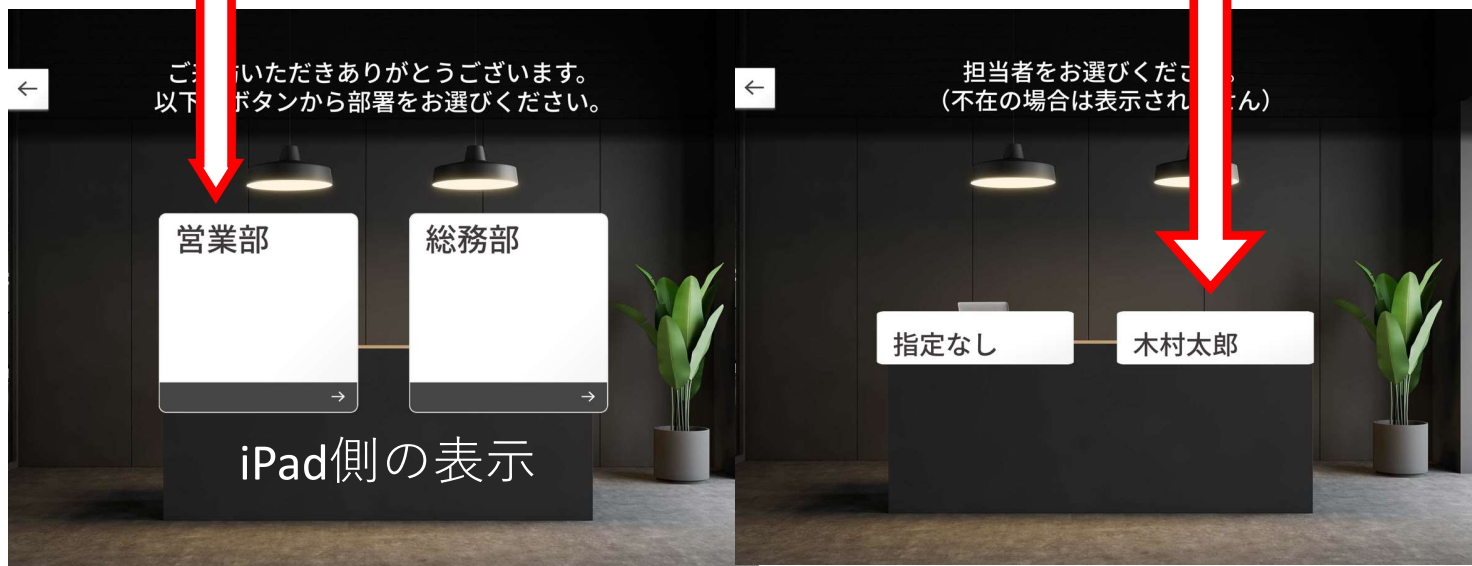 ご いただきありがとうございます。
以下 ボタンから部署をお選びください。
営業部
総務部
iPad側の表示
担当者をお選びくだ 。
（不在の場合は表示され せん）
指定なし
木村太郎